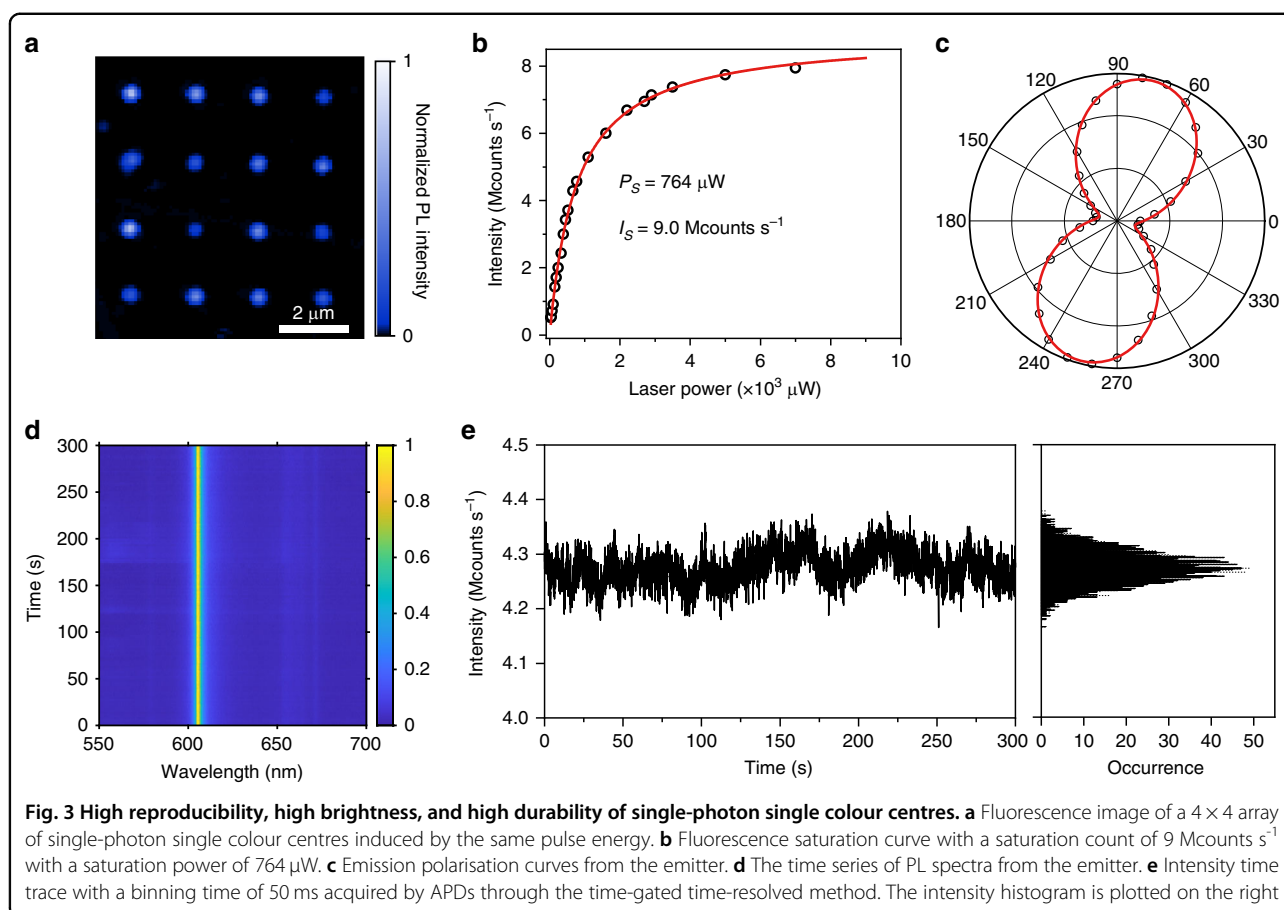 a
1
Normalized PL intensity
0
2 μm
b
Intensity (Mcounts s⁻¹)
8
6
4
2
0
P_S = 764 μW
I_S = 9.0 Mcounts s⁻¹
0 2 4 6 8 10
Laser power (×10³ μW)
c
90
120 60
150 30
180 0
210 330
240 300
270
d
300
250
200
150
100
50
0
Time (s)
550 600 650 700
Wavelength (nm)
1
0.8
0.6
0.4
0.2
0
e
4.5
4.4
4.3
4.2
4.1
4.0
Intensity (Mcounts s⁻¹)
0 50 100 150 200 250 300
Time (s)
0 10 20 30 40 50
Occurrence
Fig. 3 High reproducibility, high brightness, and high durability of single-photon single colour centres. a Fluorescence image of a 4 × 4 array
of single-photon single colour centres induced by the same pulse energy. b Fluorescence saturation curve with a saturation count of 9 Mcounts s⁻¹
with a saturation power of 764 μW. c Emission polarisation curves from the emitter. d The time series of PL spectra from the emitter. e Intensity time
trace with a binning time of 50 ms acquired by APDs through the time-gated time-resolved method. The intensity histogram is plotted on the right